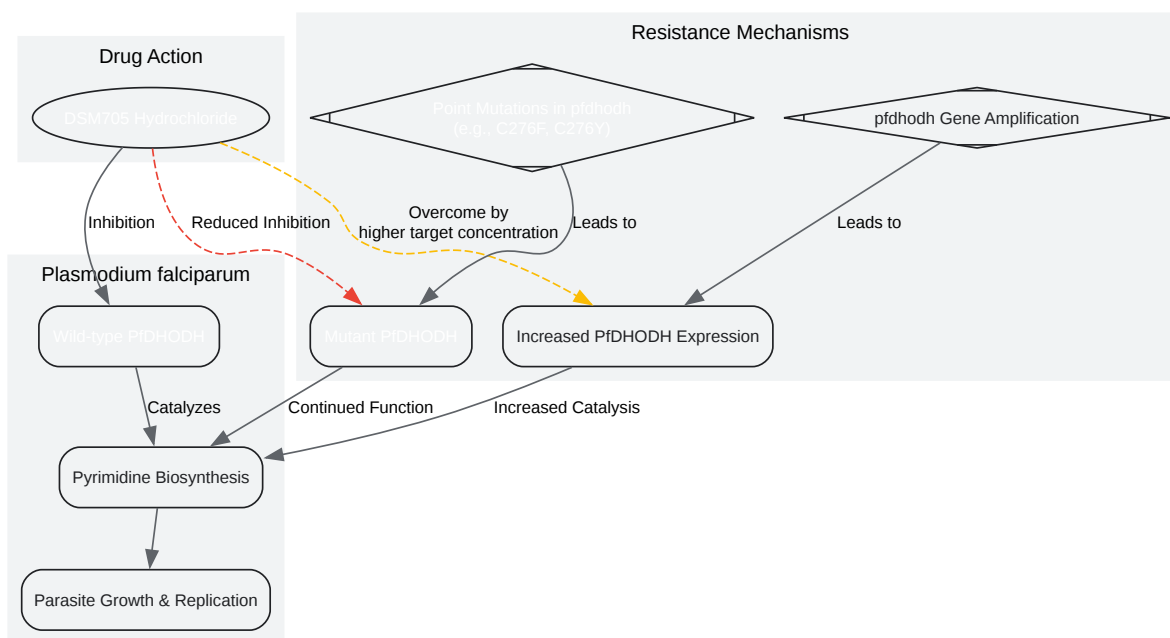 Resistance Mechanisms
Drug Action
DSM705 Hydrochloride
Point Mutations in pfdhodh
(e.g., C276F, C276Y)
pfdhodh Gene Amplification
Inhibition
Reduced Inhibition
Overcome by
higher target concentration
Leads to
Leads to
Plasmodium falciparum
Wild-type PfDHODH
Mutant PfDHODH
Increased PfDHODH Expression
Catalyzes
Continued Function
Increased Catalysis
Pyrimidine Biosynthesis
Parasite Growth & Replication